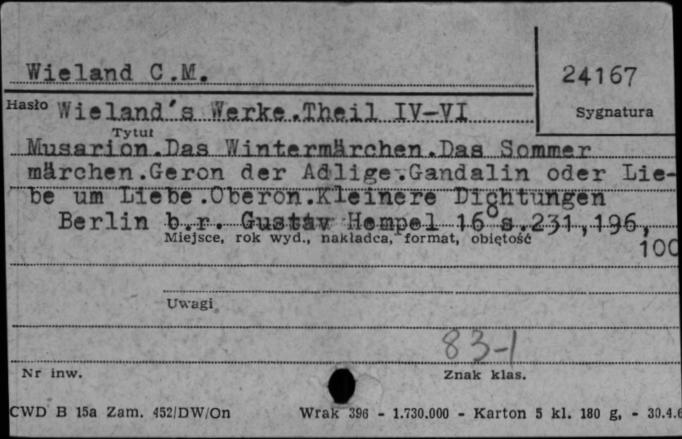 Wieland C.M.
24167
Sygnatura
Hasło Wieland's Werke.Theil IV-VI
Tytuł
Musarion.Das Wintermärchen.Das Sommer
märchen.Geron der Adlige.Gandalin oder Lie-
be um Liebe.Oberon.Kleinere Dichtungen
Berlin b.r. Gustav Hempel 16° s.231,196,
Miejsce, rok wyd., nakładca, format, objętość
100
Uwagi
83-1
Nr inw.
Znak klas.
CWD B 15a Zam. 452/DW/On
Wrak 396 - 1.730.000 - Karton 5 kl. 180 g, - 30.4.6